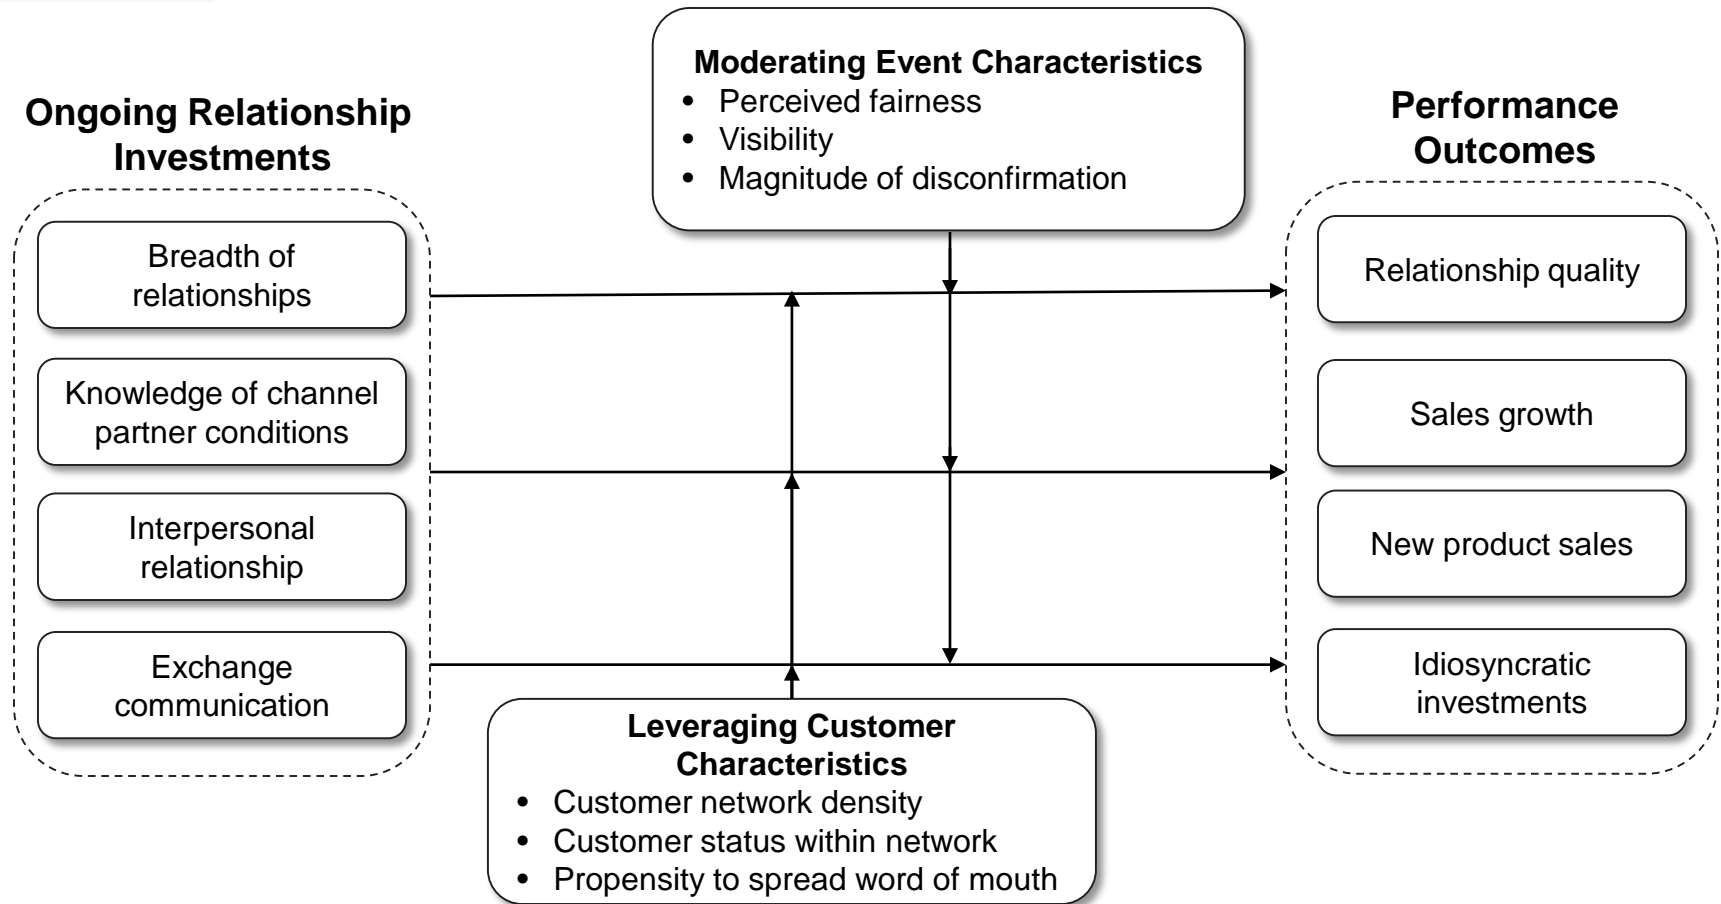 Moderating Event Characteristics
• Perceived fairness
• Visibility
• Magnitude of disconfirmation
Ongoing Relationship
Investments
Breadth of
relationships
Knowledge of channel
partner conditions
Interpersonal
relationship
Exchange
communication
Performance
Outcomes
Relationship quality
Sales growth
New product sales
Idiosyncratic
investments
Leveraging Customer
Characteristics
• Customer network density
• Customer status within network
• Propensity to spread word of mouth